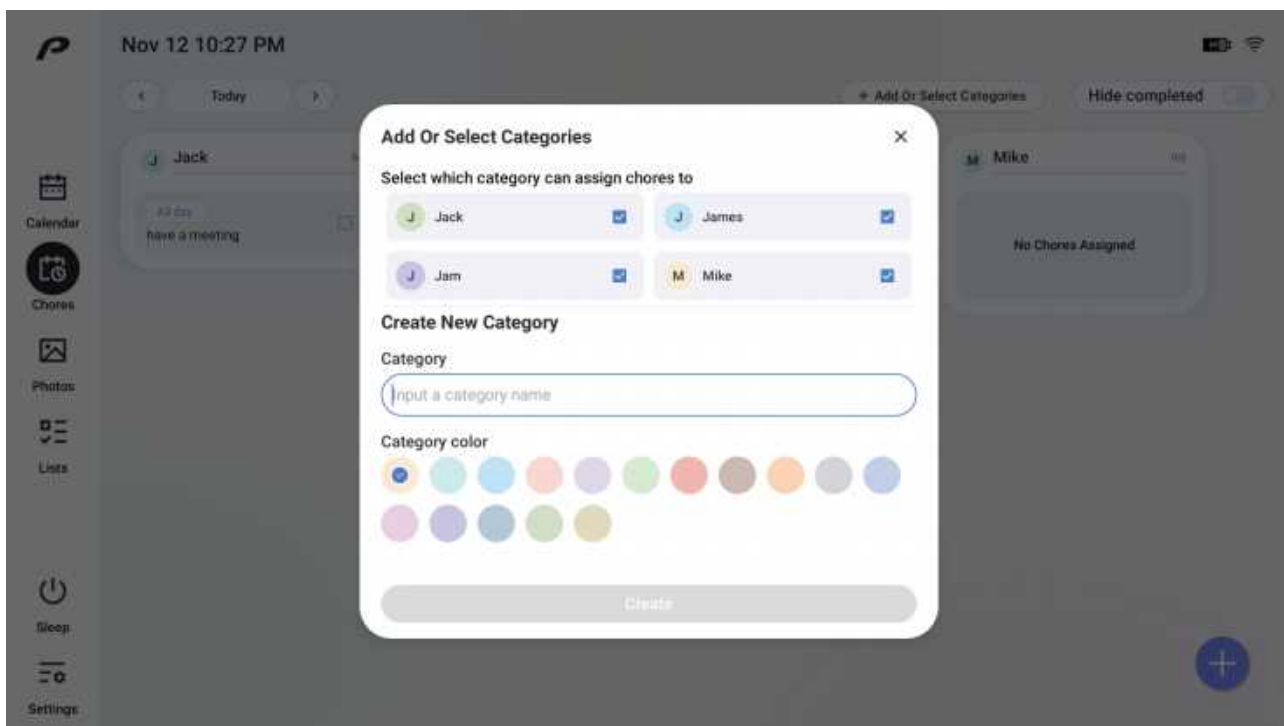 Nov 12 10:27 PM
Today
+ Add Or Select Categories
Hide completed
Add Or Select Categories
Select which category can assign chores to
J Jack
J James
J Jam
M Mike
Create New Category
Category
Input a category name
Category color
Create
J Jack
All day
have a meeting
M Mike
0/0
No Chores Assigned
Calendar
Chores
Photos
Lists
Sleep
Settings